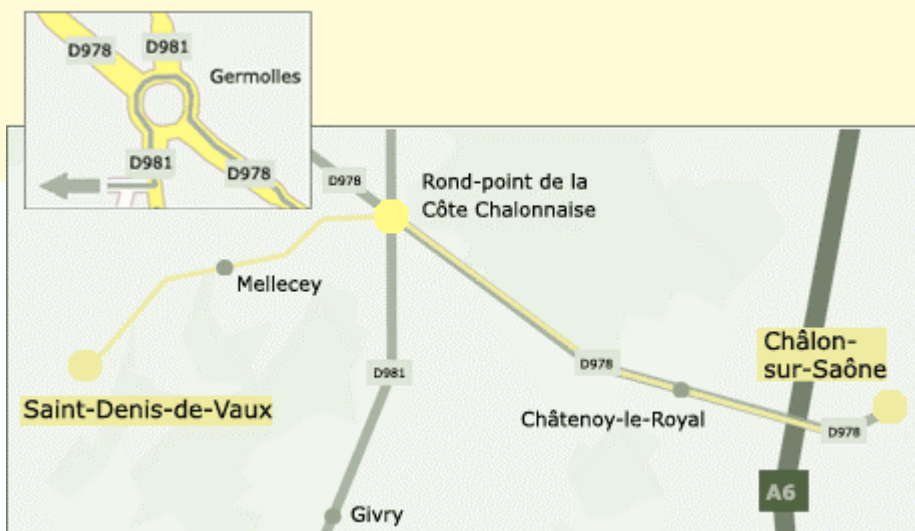 D978
D981
Germolles
D981
D978
D978
Rond-point de la
Côte Chalonnaise
Mellecey
Châlon-
sur-Saône
D978
D981
Saint-Denis-de-Vaux
Châtenoy-le-Royal
D978
A6
Givry